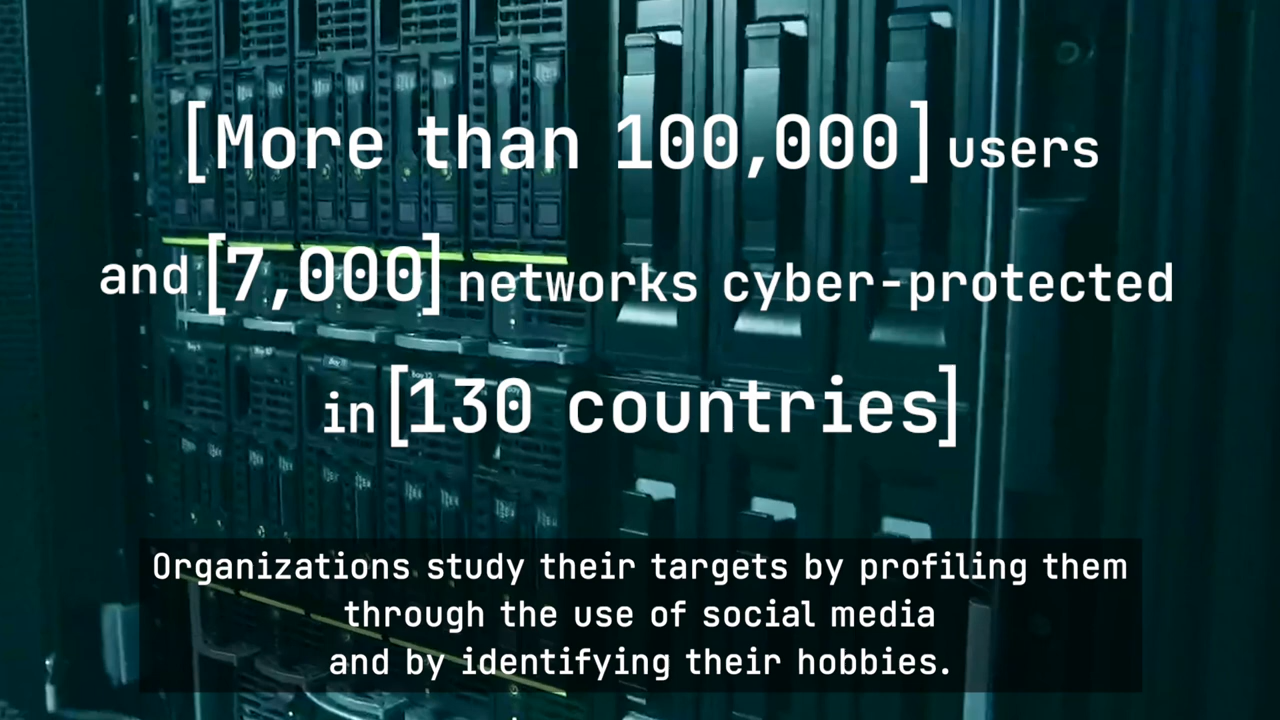 [More than 100,000] users
and [7,000] networks cyber-protected
in [130 countries]
Organizations study their targets by profiling them
through the use of social media
and by identifying their hobbies.